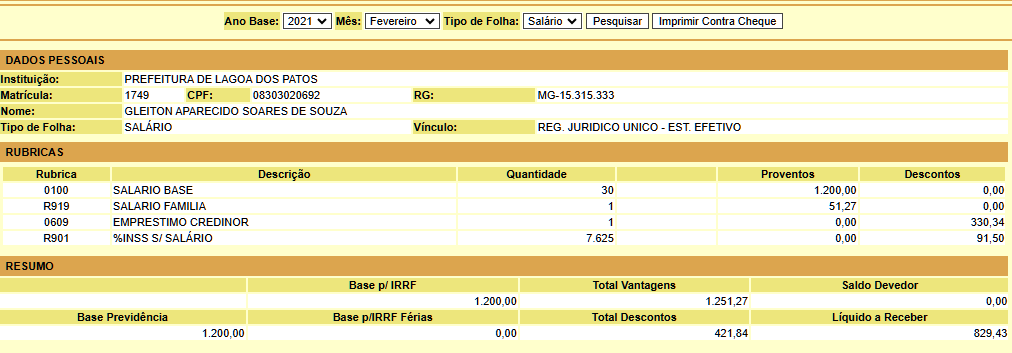 Ano Base: 2021 Mês: Fevereiro Tipo de Folha: Salário Pesquisar Imprimir Contra Cheque
DADOS PESSOAIS
Instituição: PREFEITURA DE LAGOA DOS PATOS
Matrícula: 1749 CPF: 08303020692 RG: MG-15.315.333
Nome: GLEITON APARECIDO SOARES DE SOUZA
Tipo de Folha: SALÁRIO Vínculo: REG. JURIDICO UNICO - EST. EFETIVO
RUBRICAS
Rubrica Descrição Quantidade Proventos Descontos
0100 SALARIO BASE 30 1.200,00 0,00
R919 SALARIO FAMILIA 1 51,27 0,00
0609 EMPRESTIMO CREDINOR 1 0,00 330,34
R901 %INSS S/ SALÁRIO 7.625 0,00 91,50
RESUMO
Base p/ IRRF Total Vantagens Saldo Devedor
1.200,00 1.251,27 0,00
Base Previdência Base p/IRRF Férias Total Descontos Líquido a Receber
1.200,00 0,00 421,84 829,43